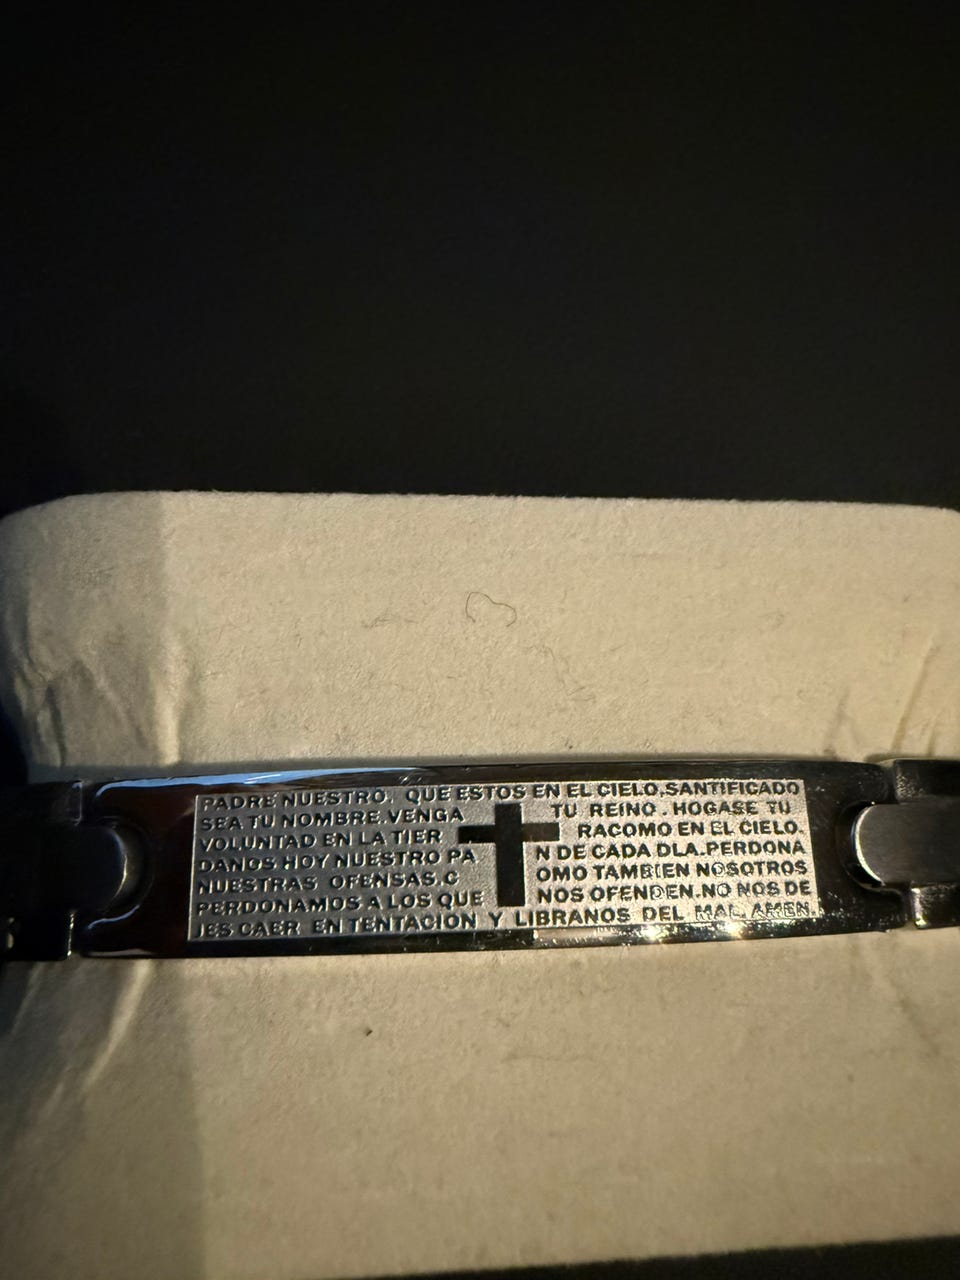 PADRE NUESTRO, QUE ESTOS EN EL CIELO,SANTIFICADO
SEA TU NOMBRE.VENGA TU REINO . HOGASE TU
VOLUNTAD EN LA TIER RACOMO EN EL CIELO.
DANOS HOY NUESTRO PA N DE CADA DLA.PERDONA
NUESTRAS OFENSAS,C OMO TAMBIEN NOSOTROS
PERDONAMOS A LOS QUE NOS OFENDEN.NO NOS DE
JES CAER EN TENTACION Y LIBRANOS DEL MAL. AMEN.